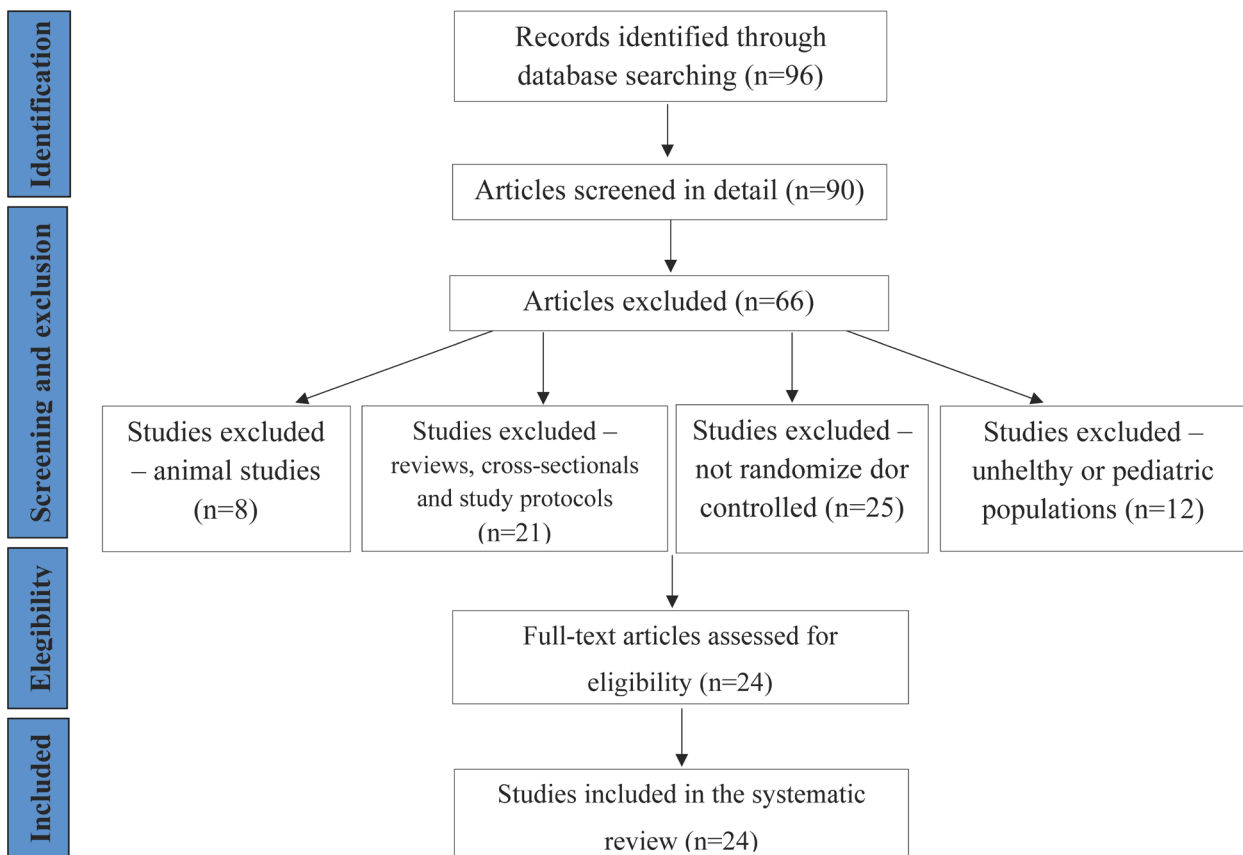 Identification
Records identified through
database searching (n=96)
Articles screened in detail (n=90)
Screening and exclusion
Articles excluded (n=66)
Studies excluded
– animal studies
(n=8)
Studies excluded –
reviews, cross-sectionals
and study protocols
(n=21)
Studies excluded –
not randomize dor
controlled (n=25)
Studies excluded –
unhelthy or pediatric
populations (n=12)
Elegibility
Full-text articles assessed for
eligibility (n=24)
Included
Studies included in the systematic
review (n=24)